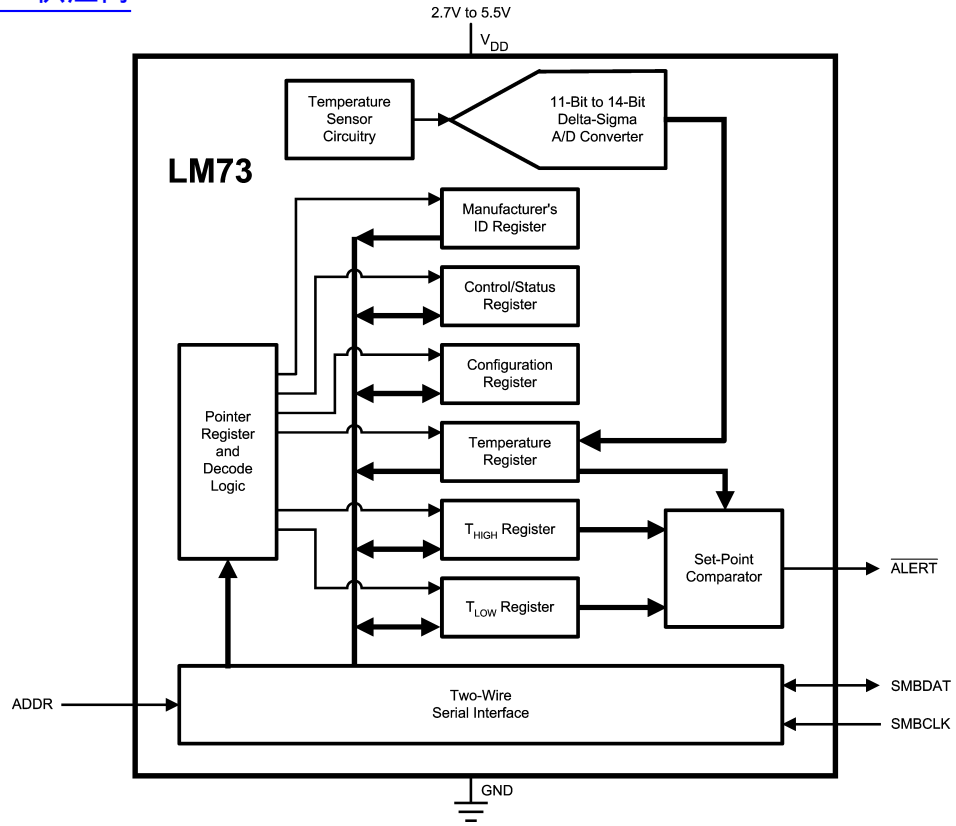 2.7V to 5.5V
VDD
Temperature
Sensor
Circuitry
11-Bit to 14-Bit
Delta-Sigma
A/D Converter
LM73
Manufacturer's
ID Register
Control/Status
Register
Configuration
Register
Pointer
Register
and
Decode
Logic
Temperature
Register
THIGH Register
Set-Point
Comparator
ALERT
TLOW Register
ADDR
Two-Wire
Serial Interface
SMBDAT
SMBCLK
GND